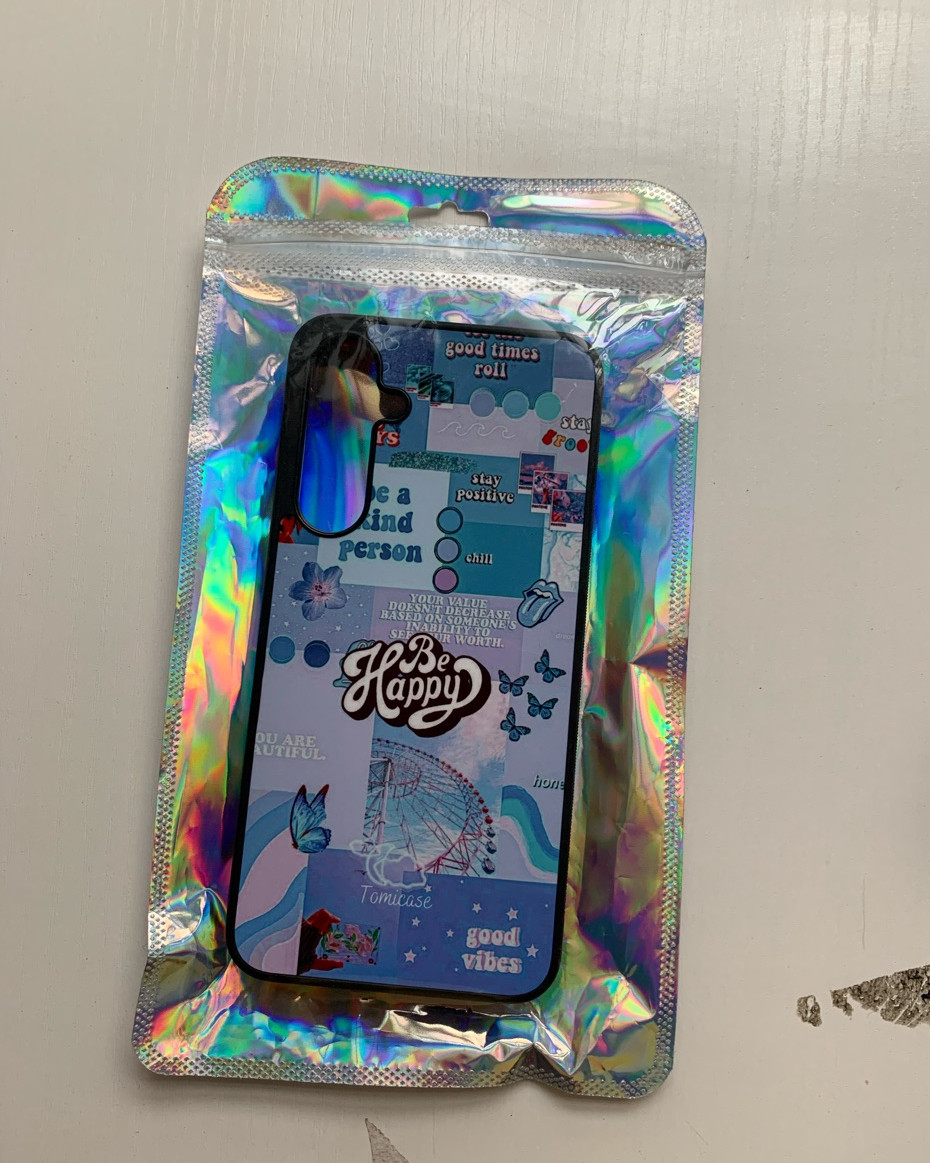 good times
roll
stay
stay
positive
be a
kind
person
chill
YOUR VALUE
DOESN'T DECREASE
BASED ON SOMEONE'S
INABILITY TO
YOUR WORTH.
Be
Happy
OU ARE
AUTIFUL.
hone
Tomicase
good
vibes